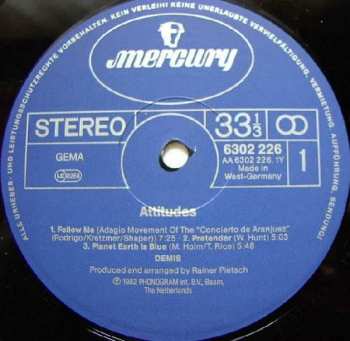 ALLE URHEBER- UND LEISTUNGSSCHUTZRECHTE VORBEHALTEN. KEIN VERLEIH! KEINE UNERLAUBTE VERVIELFÄLTIGUNG, VERMIETUNG, AUFFÜHRUNG, SENDUNG!
mercury
STEREO 33 1/3
GEMA
6302 226
AA 6302 226.1Y
Made in
West-Germany
1
Attitudes
1. Follow Me (Adagio Movement Of The "Concierto de Aranjuez"
(Rodrigo/Kretzmer/Shaper) 7:25 - 2. Pretender (W. Hunt) 5:03
3. Planet Earth Is Blue (M. Holm/T. Rice) 5:48
DEMIS
Produced and arranged by Rainer Pietsch
℗ 1982 PHONOGRAM Int. B.V., Baarn,
The Netherlands